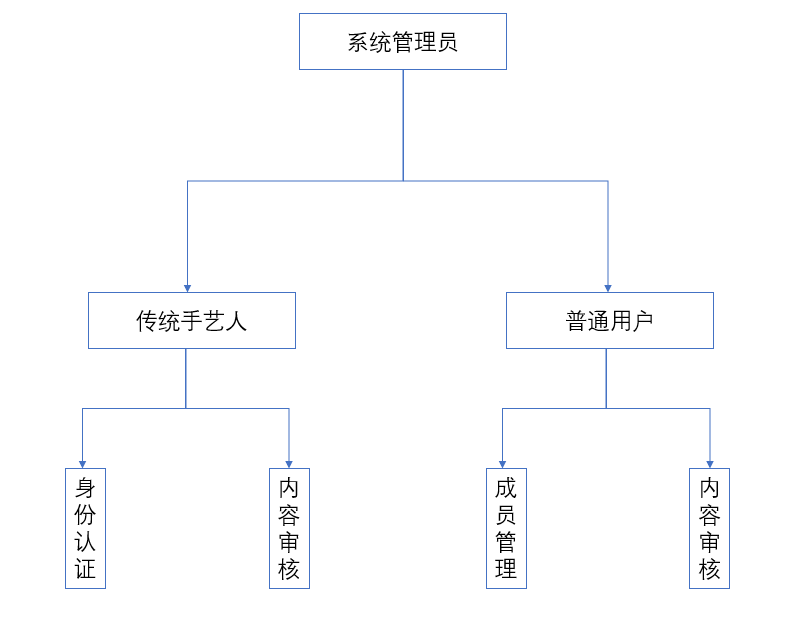 系统管理员
传统手艺人
普通用户
身份认证
内容审核
成员管理
内容审核